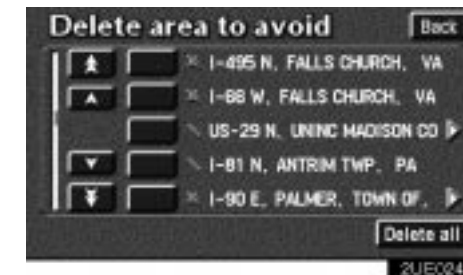 Delete area to avoid Back
I-495 N, FALLS CHURCH, VA
I-66 W, FALLS CHURCH, VA
US-29 N, UNINC MADISON CO
I-81 N, ANTRIM TWP, PA
I-90 E, PALMER, TOWN OF,
Delete all
2UE024